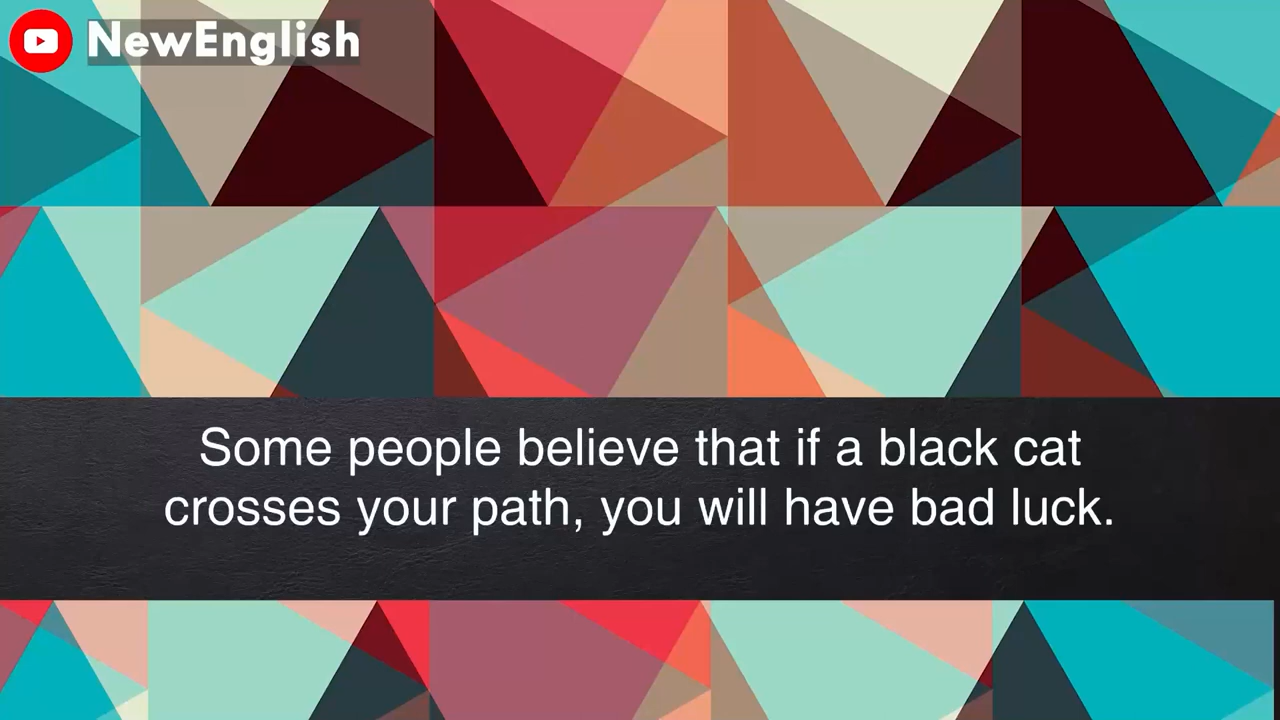 NewEnglish
Some people believe that if a black cat
crosses your path, you will have bad luck.